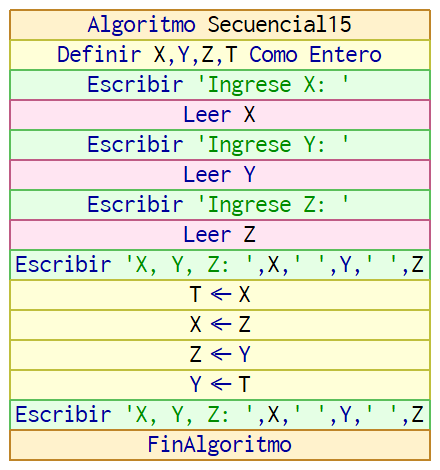 Algoritmo Secuencial15
Definir X,Y,Z,T Como Entero
Escribir 'Ingrese X: '
Leer X
Escribir 'Ingrese Y: '
Leer Y
Escribir 'Ingrese Z: '
Leer Z
Escribir 'X, Y, Z: ',X,' ',Y,' ',Z
T ← X
X ← Z
Z ← Y
Y ← T
Escribir 'X, Y, Z: ',X,' ',Y,' ',Z
FinAlgoritmo